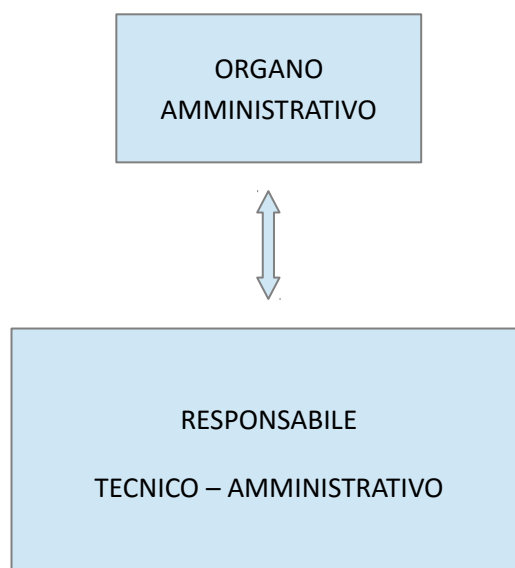 ORGANO
AMMINISTRATIVO
RESPONSABILE
TECNICO – AMMINISTRATIVO